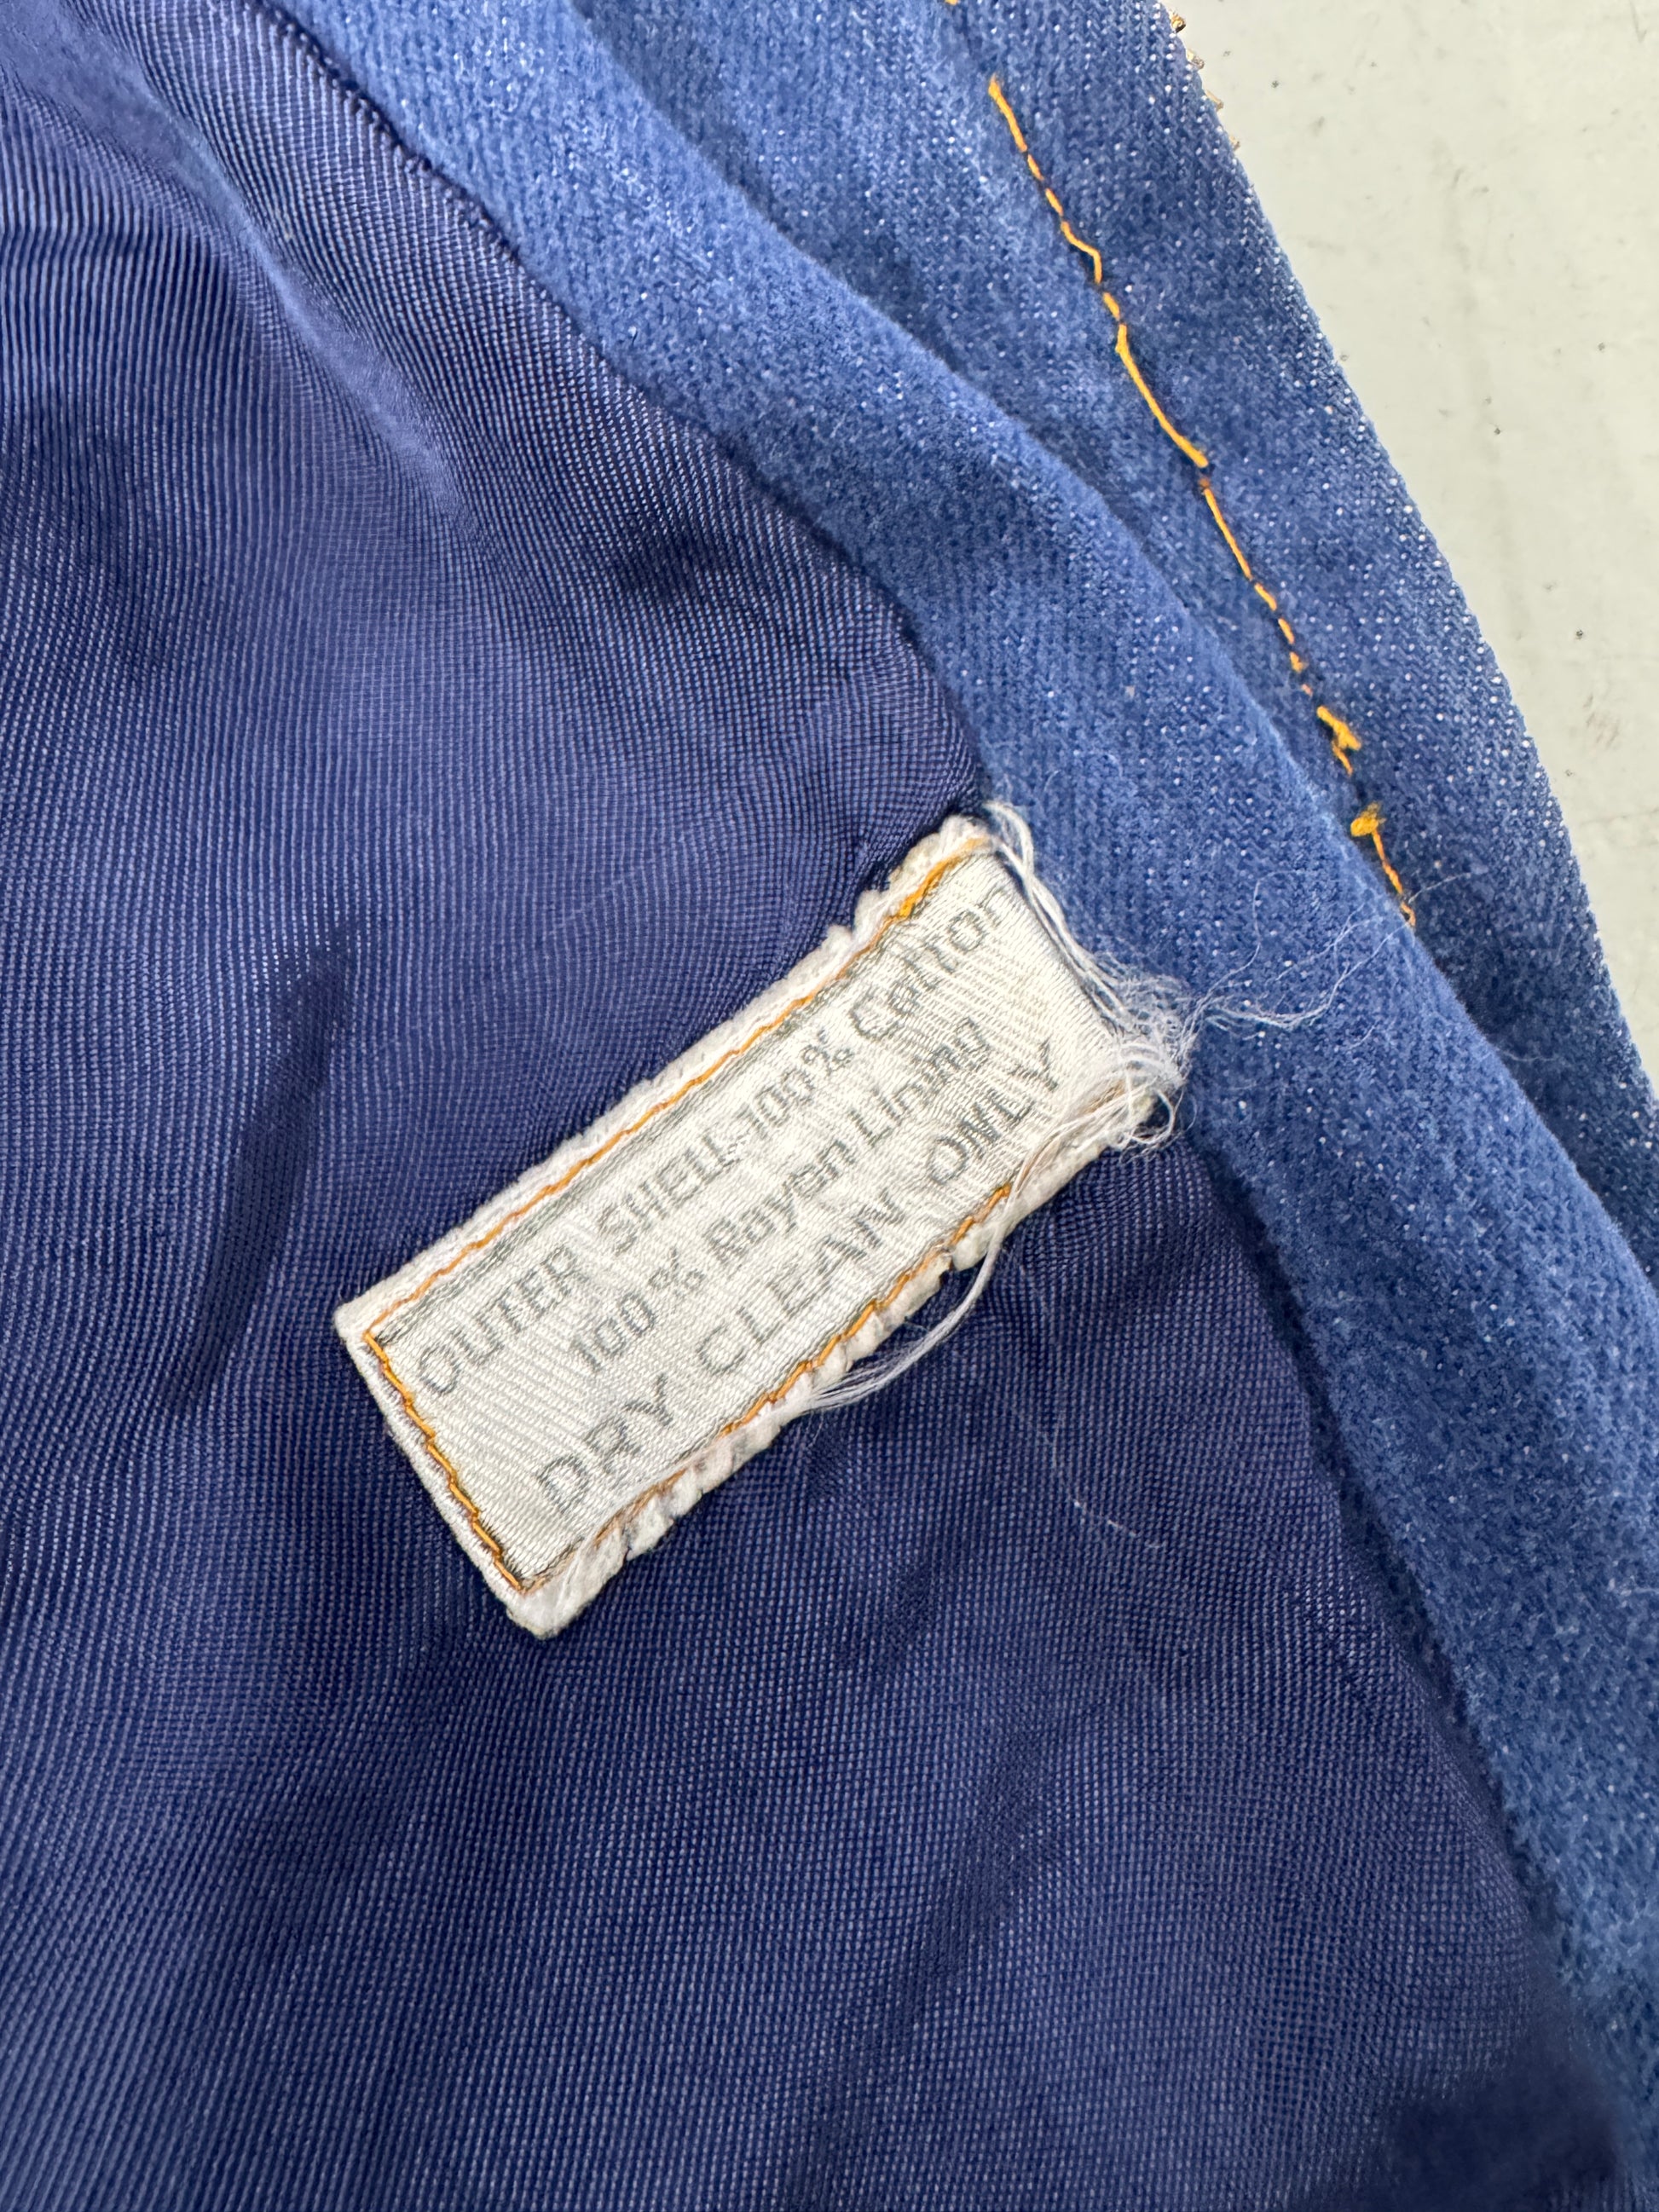 OUTER SHELL 100% Cotton
100% Rayon Lining
DRY CLEAN ONLY